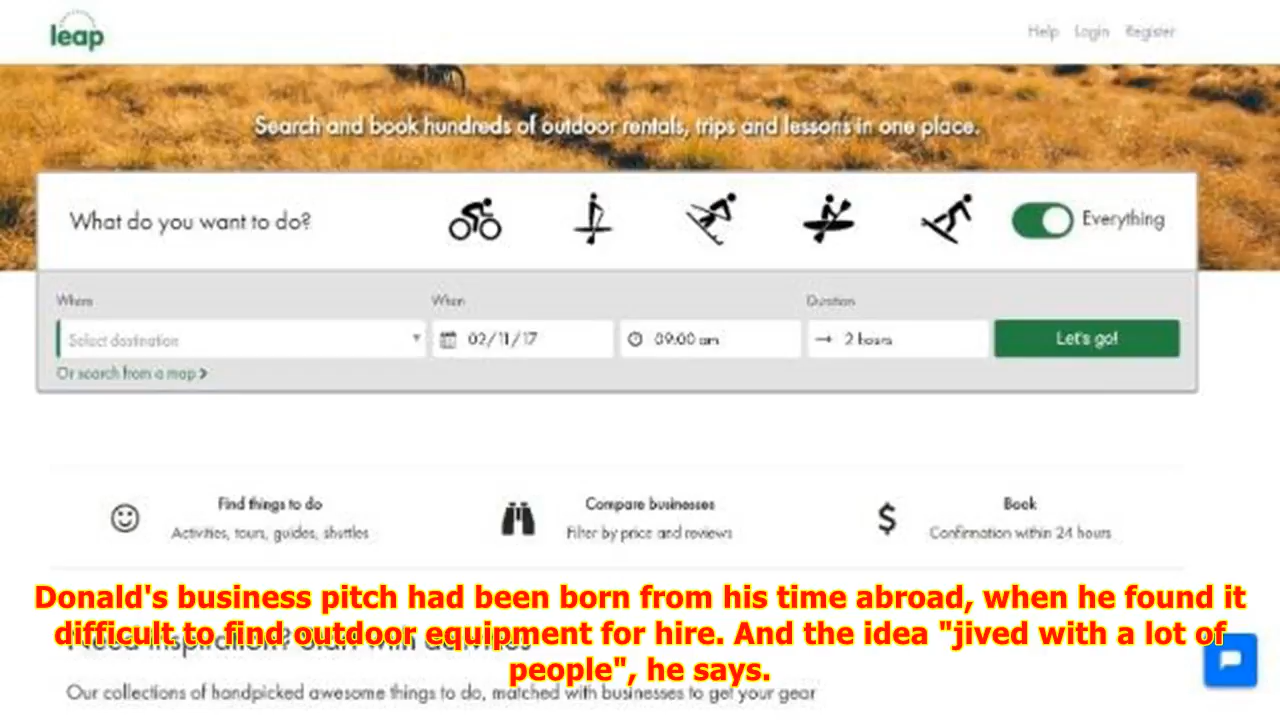 leap
Help Login Register
Search and book hundreds of outdoor rentals, trips and lessons in one place.
What do you want to do?
Everything
Where When Duration
Select destination 02/11/17 09:00 am 2 hours Let's go!
Or search from a map
Find things to do Compare businesses Book
Activities, tours, guides, shuttles Filter by price and reviews Confirmation within 24 hours
Donald's business pitch had been born from his time abroad, when he found it
difficult to find outdoor equipment for hire. And the idea "jived with a lot of
people", he says.
Need inspiration? Start with activities
Our collections of handpicked awesome things to do, matched with businesses to get your gear